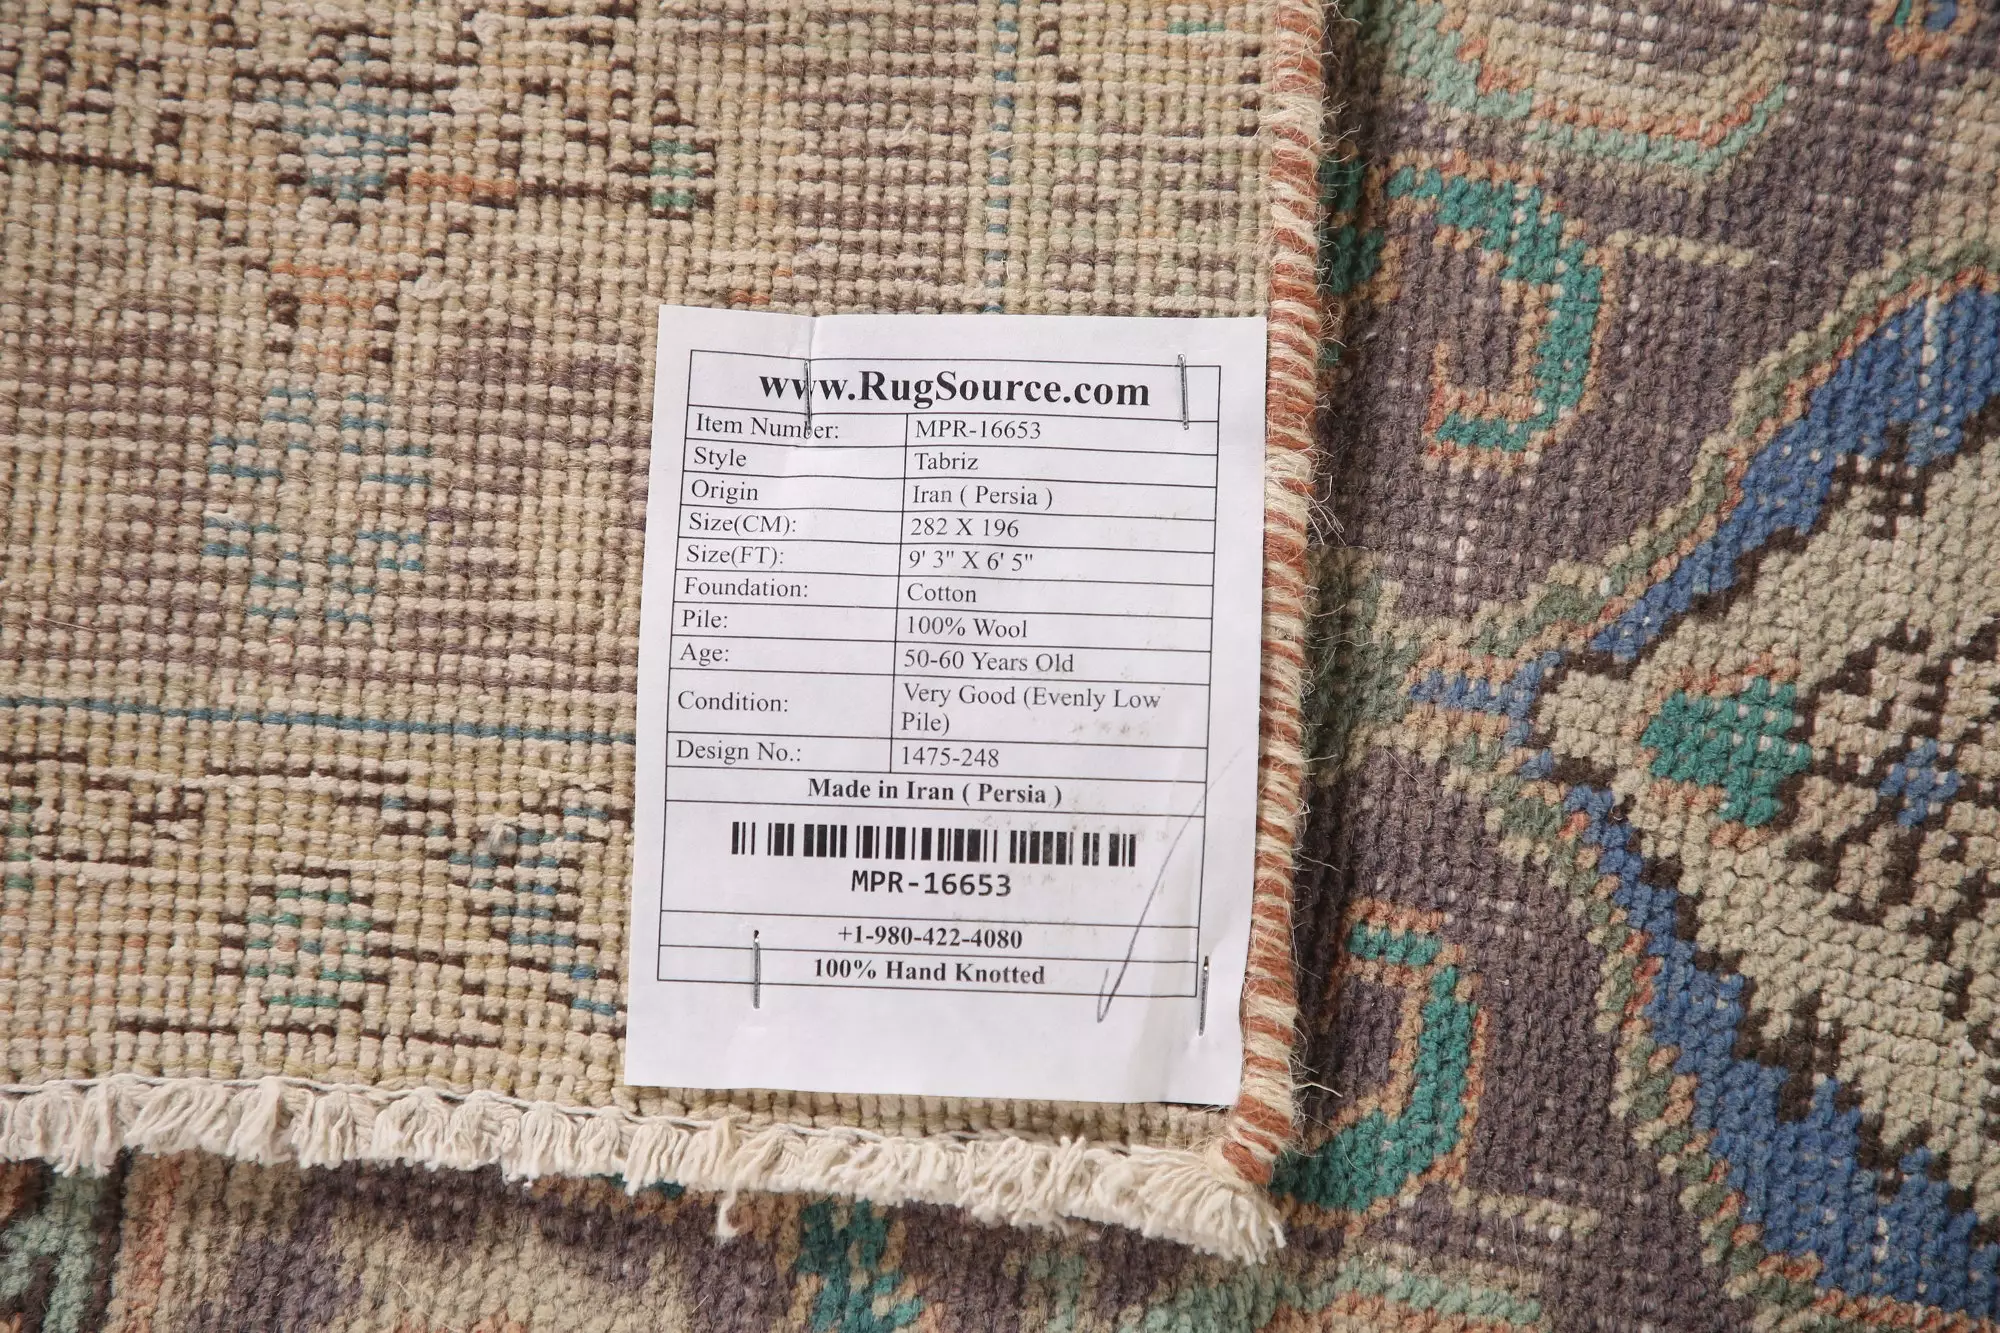 www.RugSource.com
Item Number: MPR-16653
Style Tabriz
Origin Iran ( Persia )
Size(CM): 282 X 196
Size(FT): 9' 3" X 6' 5"
Foundation: Cotton
Pile: 100% Wool
Age: 50-60 Years Old
Condition: Very Good (Evenly Low
Pile)
Design No.: 1475-248
Made in Iran ( Persia )
MPR-16653
+1-980-422-4080
100% Hand Knotted